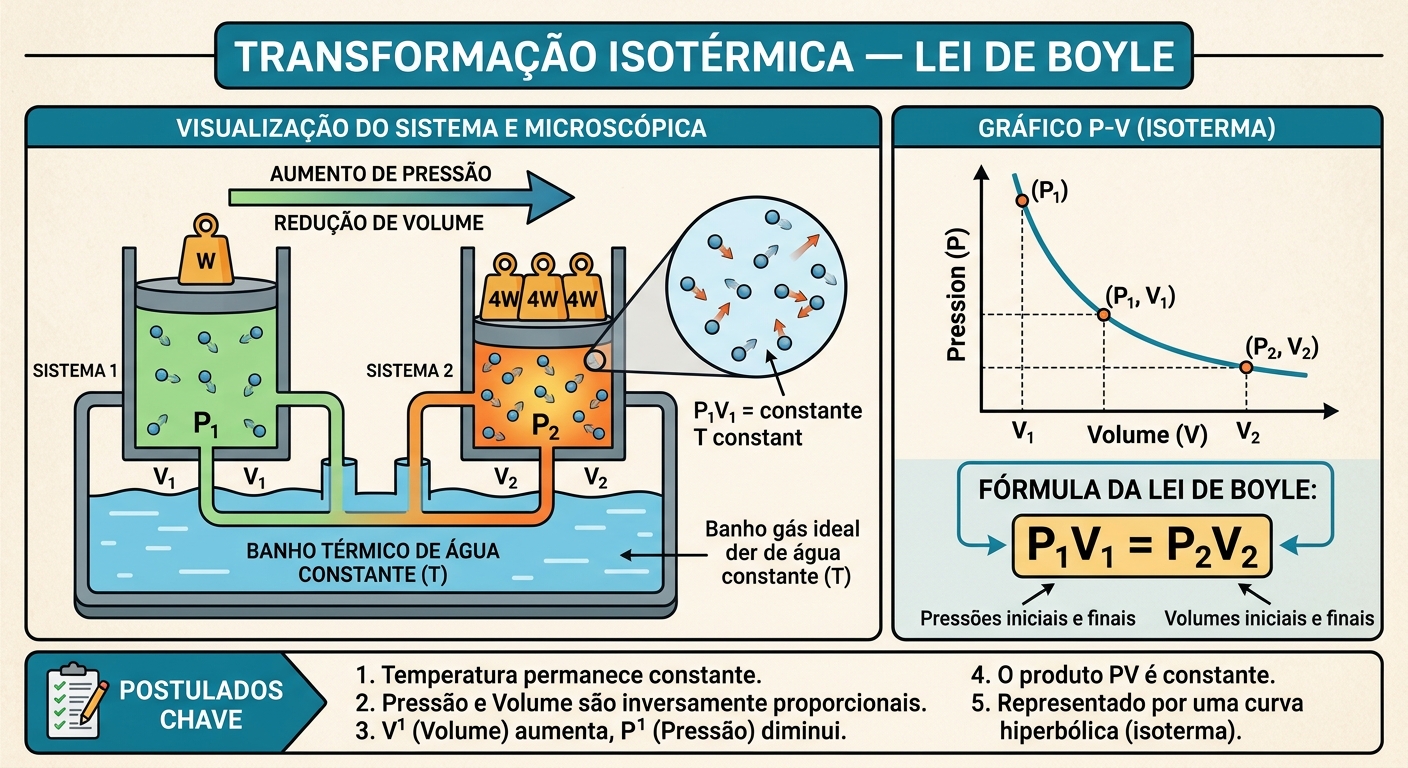 TRANSFORMAÇÃO ISOTÉRMICA — LEI DE BOYLE
VISUALIZAÇÃO DO SISTEMA E MICROSCÓPICA
AUMENTO DE PRESSÃO
REDUÇÃO DE VOLUME
W
4W 4W 4W
SISTEMA 1
SISTEMA 2
P₁
P₂
V₁ V₁
V₂ V₂
P₁V₁ = constante
T constant
BANHO TÉRMICO DE ÁGUA
CONSTANTE (T)
Banho gás ideal
der de água
constante (T)
GRÁFICO P-V (ISOTERMA)
Pression (P)
(P₁)
(P₁, V₁)
(P₂, V₂)
V₁ Volume (V) V₂
FÓRMULA DA LEI DE BOYLE:
P₁V₁ = P₂V₂
Pressões iniciais e finais
Volumes iniciais e finais
POSTULADOS
CHAVE
1. Temperatura permanece constante.
2. Pressão e Volume são inversamente proporcionais.
3. V¹ (Volume) aumenta, P¹ (Pressão) diminui.
4. O produto PV é constante.
5. Representado por uma curva
hiperbólica (isoterma).